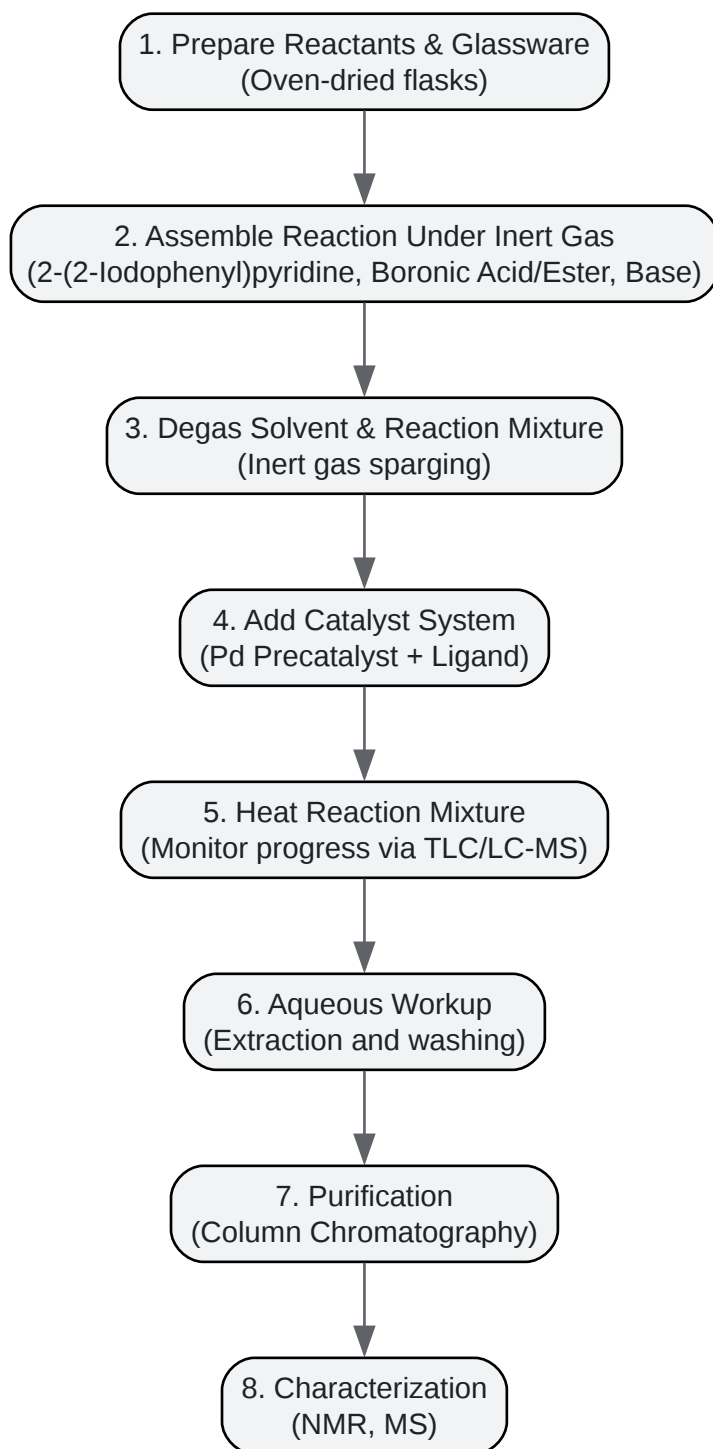 1. Prepare Reactants & Glassware
(Oven-dried flasks)
2. Assemble Reaction Under Inert Gas
(2-(2-Iodophenyl)pyridine, Boronic Acid/Ester, Base)
3. Degas Solvent & Reaction Mixture
(Inert gas sparging)
4. Add Catalyst System
(Pd Precatalyst + Ligand)
5. Heat Reaction Mixture
(Monitor progress via TLC/LC-MS)
6. Aqueous Workup
(Extraction and washing)
7. Purification
(Column Chromatography)
8. Characterization
(NMR, MS)